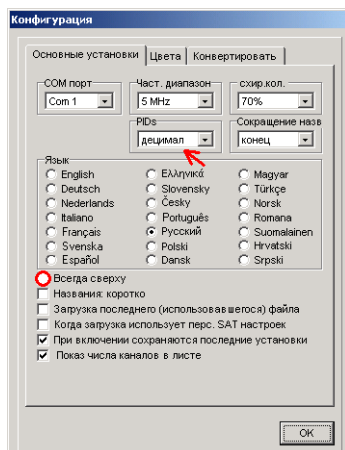 Конфигурация
Основные установки Цвета Конвертировать
COM порт Част. диапазон схир.кол.
Com 1 5 MHz 70%
PIDs Сокращение назв
децимал конец
Язык
English Ελληνικά Magyar
Deutsch Slovensky Türkçe
Nederlands Česky Norsk
Italiano Português Romana
Français Русский Suomalainen
Svenska Polski Hrvatski
Español Dansk Srpski
Всегда сверху
Названия: коротко
Загрузка последнего (использовавшегося) файла
Когда загрузка использует перс. SAT настроек
При включении сохраняются последние установки
Показ числа каналов в листе
OK